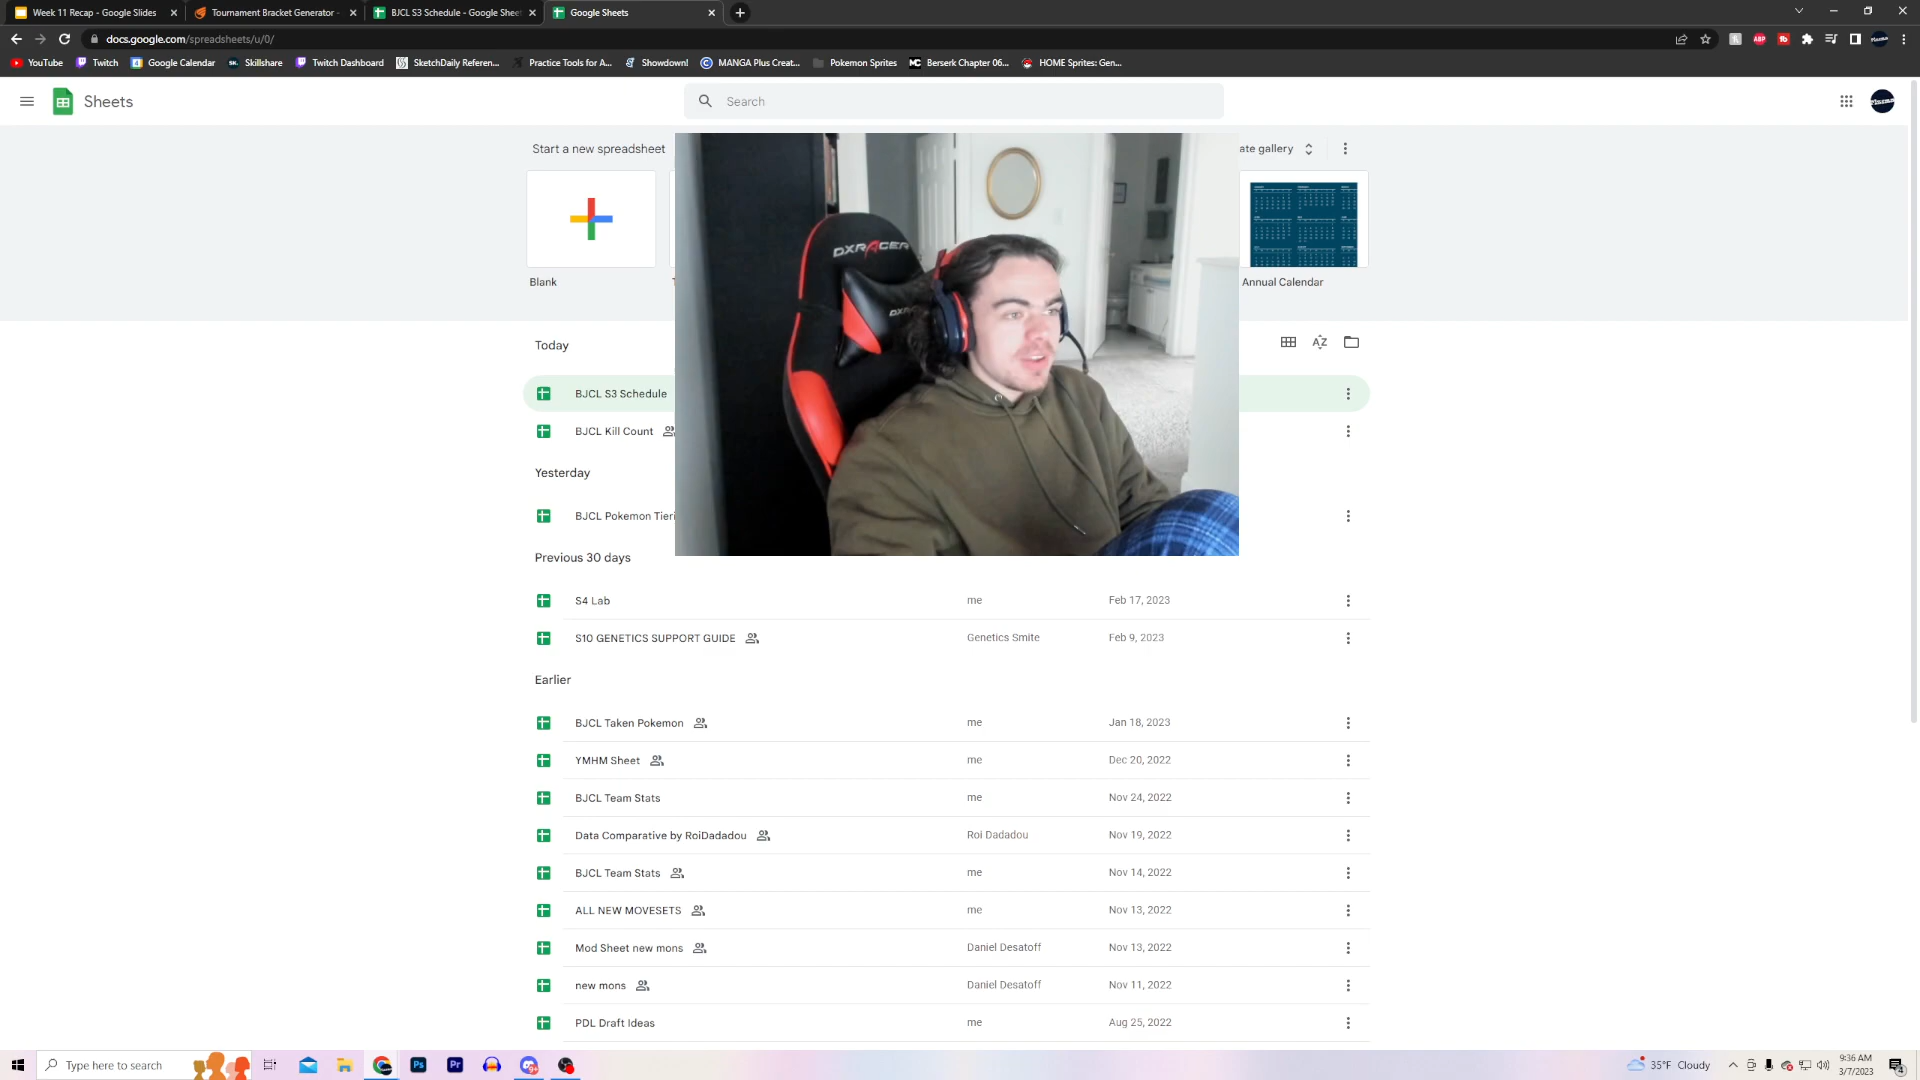 Week 11 Recap - Google Slides
Tournament Bracket Generator -
BJCL S3 Schedule - Google Sheet
Google Sheets
docs.google.com/spreadsheets/u/0/
YouTube
Twitch
Google Calendar
Skillshare
Twitch Dashboard
SketchDaily Referen...
Practice Tools for A...
Showdown!
MANGA Plus Creat...
Pokemon Sprites
Berserk Chapter 06...
HOME Sprites: Gen...
Sheets
Search
Start a new spreadsheet
ate gallery
DXRACER
Blank
Annual Calendar
Today
BJCL S3 Schedule
BJCL Kill Count
Yesterday
BJCL Pokemon Tieri
Previous 30 days
S4 Lab me Feb 17, 2023
S10 GENETICS SUPPORT GUIDE Genetics Smite Feb 9, 2023
Earlier
BJCL Taken Pokemon me Jan 18, 2023
YMHM Sheet me Dec 20, 2022
BJCL Team Stats me Nov 24, 2022
Data Comparative by RoiDadadou Roi Dadadou Nov 19, 2022
BJCL Team Stats me Nov 14, 2022
ALL NEW MOVESETS me Nov 13, 2022
Mod Sheet new mons Daniel Desatoff Nov 13, 2022
new mons Daniel Desatoff Nov 11, 2022
PDL Draft Ideas me Aug 25, 2022
Type here to search
Ps
Pr
35°F Cloudy
9:36 AM
3/7/2023